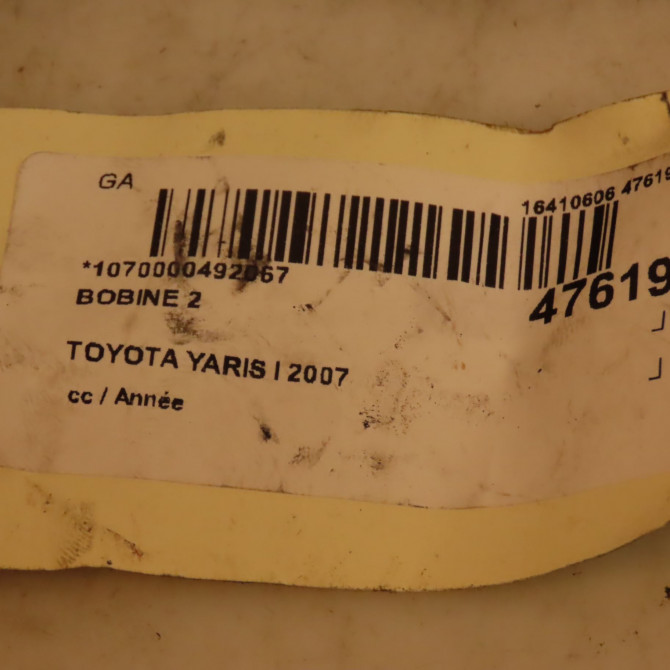 GA
16410606 47619
*1070000492067
47619
BOBINE 2
TOYOTA YARIS I 2007
cc / Année